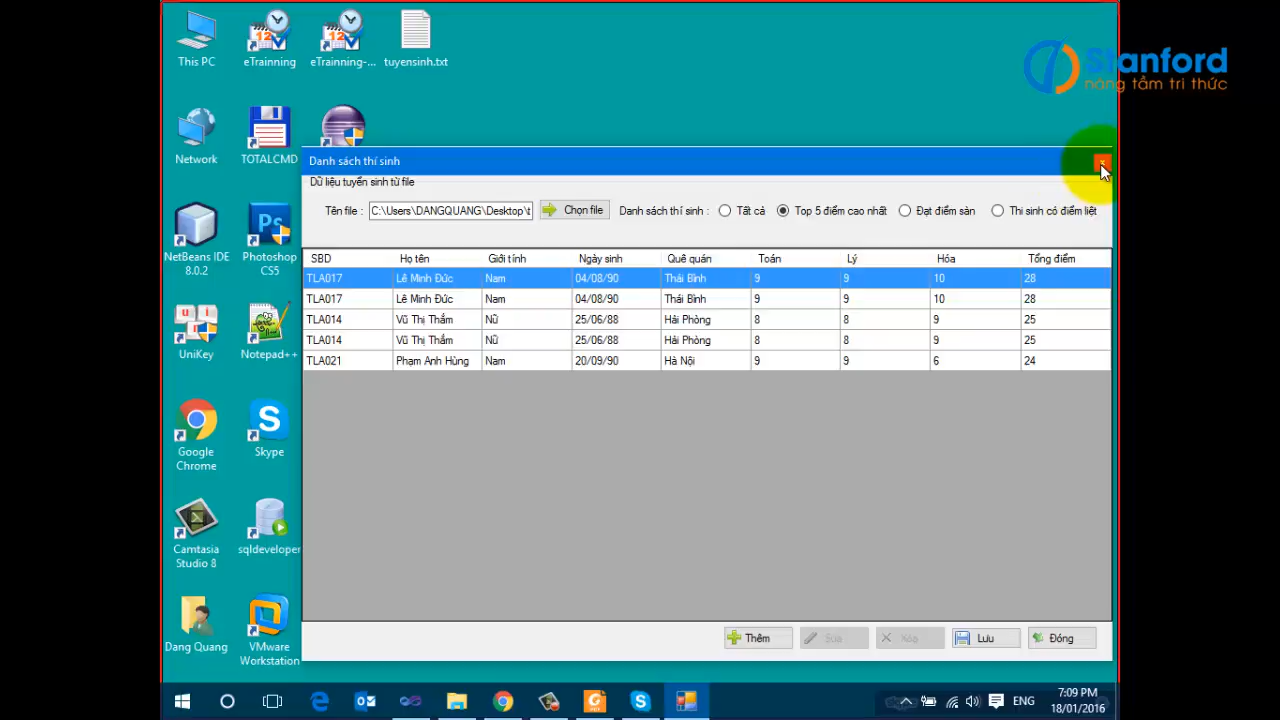 This PC
eTrainning
eTrainning-...
tuyensinh.txt
Stanford
nâng tầm tri thức
Network
TOTALCMD
NetBeans IDE
8.0.2
Photoshop
CS5
UniKey
Notepad++
Google
Chrome
Skype
Camtasia
Studio 8
sqldeveloper
Dang Quang
VMware
Workstation
Danh sách thí sinh
Dữ liệu tuyển sinh từ file
Tên file : C:\Users\DANGQUANG\Desktop\t Chọn file Danh sách thí sinh : Tất cả Top 5 điểm cao nhất Đạt điểm sàn Thí sinh có điểm liệt
SBD Họ tên Giới tính Ngày sinh Quê quán Toán Lý Hóa Tổng điểm
TLA017 Lê Minh Đức Nam 04/08/90 Thái Bình 9 9 10 28
TLA017 Lê Minh Đức Nam 04/08/90 Thái Bình 9 9 10 28
TLA014 Vũ Thị Thắm Nữ 25/06/88 Hải Phòng 8 8 9 25
TLA014 Vũ Thị Thắm Nữ 25/06/88 Hải Phòng 8 8 9 25
TLA021 Phạm Anh Hùng Nam 20/09/90 Hà Nội 9 9 6 24
Thêm Sửa Xóa Lưu Đóng
ENG
7:09 PM
18/01/2016